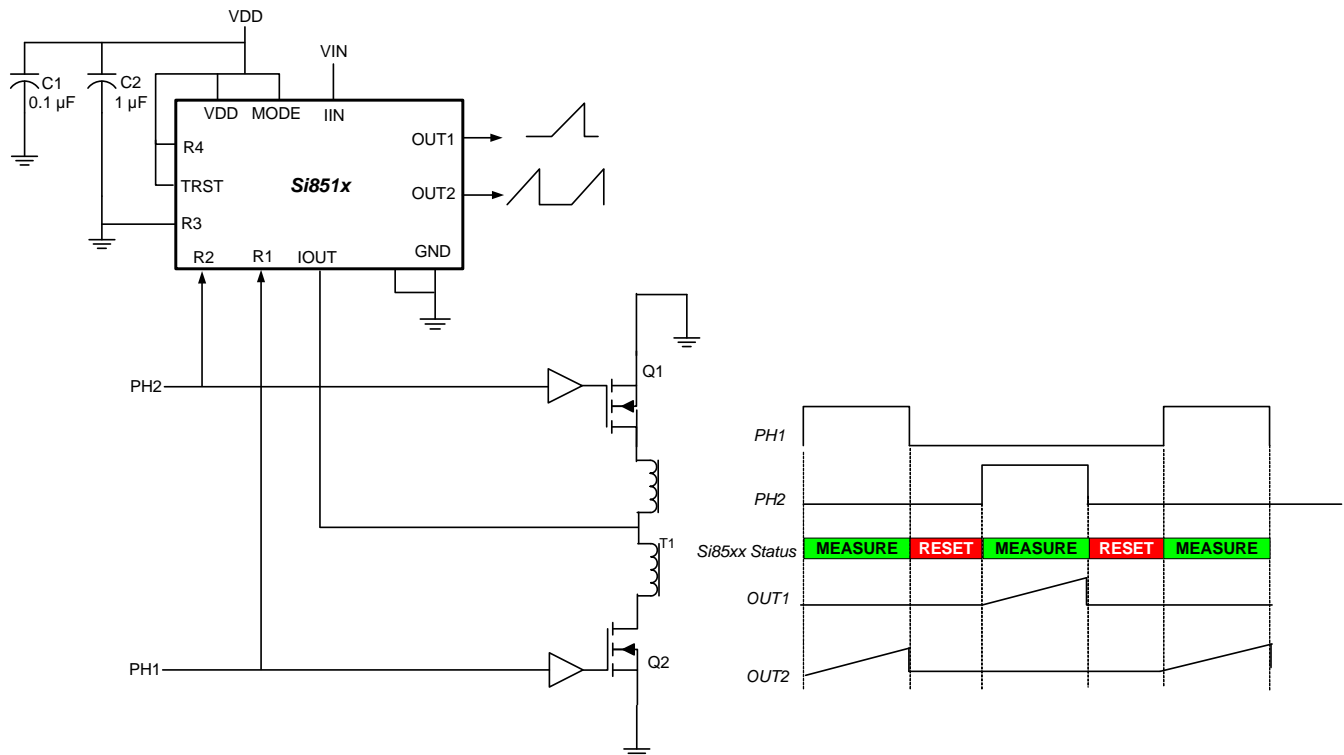 VDD
VIN
C1
0.1 µF
C2
1 µF
VDD
MODE
IIN
R4
TRST
R3
Si851x
OUT1
OUT2
R2
R1
IOUT
GND
PH2
Q1
T1
PH1
Q2
PH1
PH2
Si85xx Status
MEASURE
RESET
MEASURE
RESET
MEASURE
OUT1
OUT2